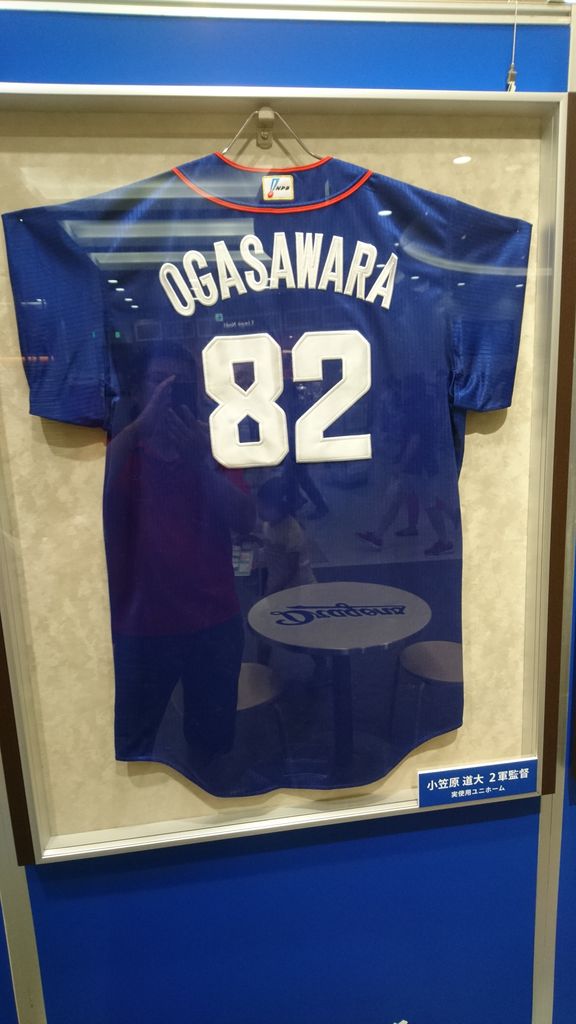 NPB
OGASAWARA
82
Dragons
小笠原 道大 2軍監督
実使用ユニホーム